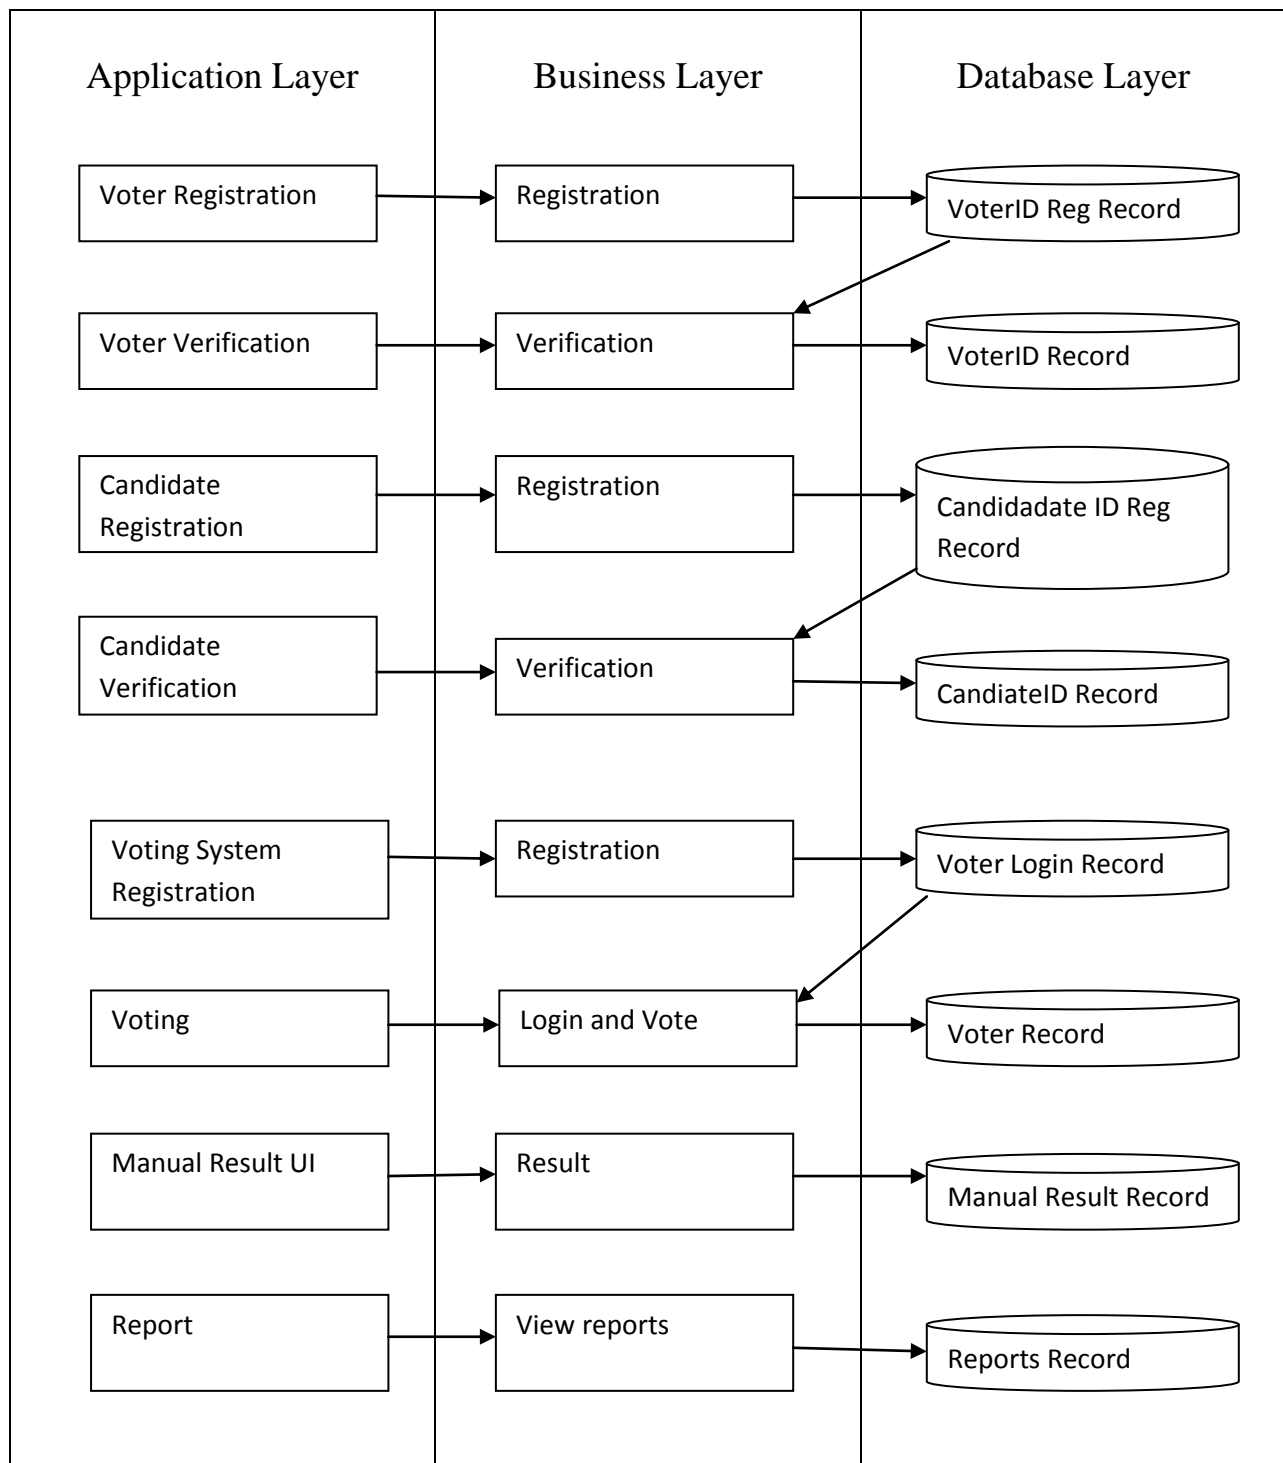 Application Layer
Business Layer
Database Layer
Voter Registration
Registration
VoterID Reg Record
Voter Verification
Verification
VoterID Record
Candidate
Registration
Registration
Candidadate ID Reg
Record
Candidate
Verification
Verification
CandiateID Record
Voting System
Registration
Registration
Voter Login Record
Voting
Login and Vote
Voter Record
Manual Result UI
Result
Manual Result Record
Report
View reports
Reports Record